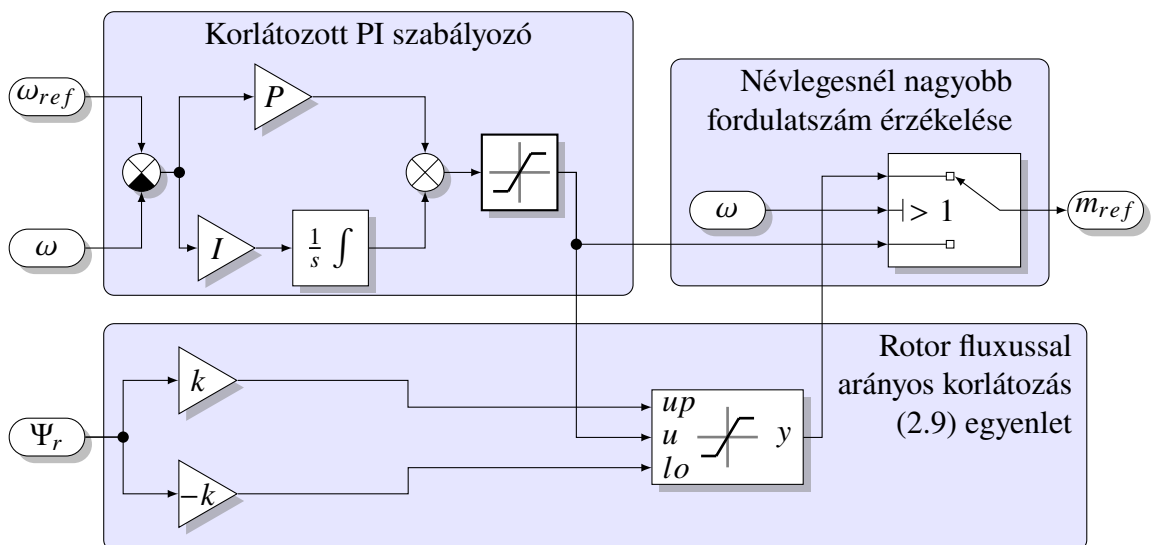 Korlátozott PI szabályozó
ω_ref
P
ω
I
1/s ∫
Névlegesnél nagyobb
fordulatszám érzékelése
ω
> 1
m_ref
Rotor fluxussal
arányos korlátozás
(2.9) egyenlet
k
Ψ_r
−k
up
u
lo
y